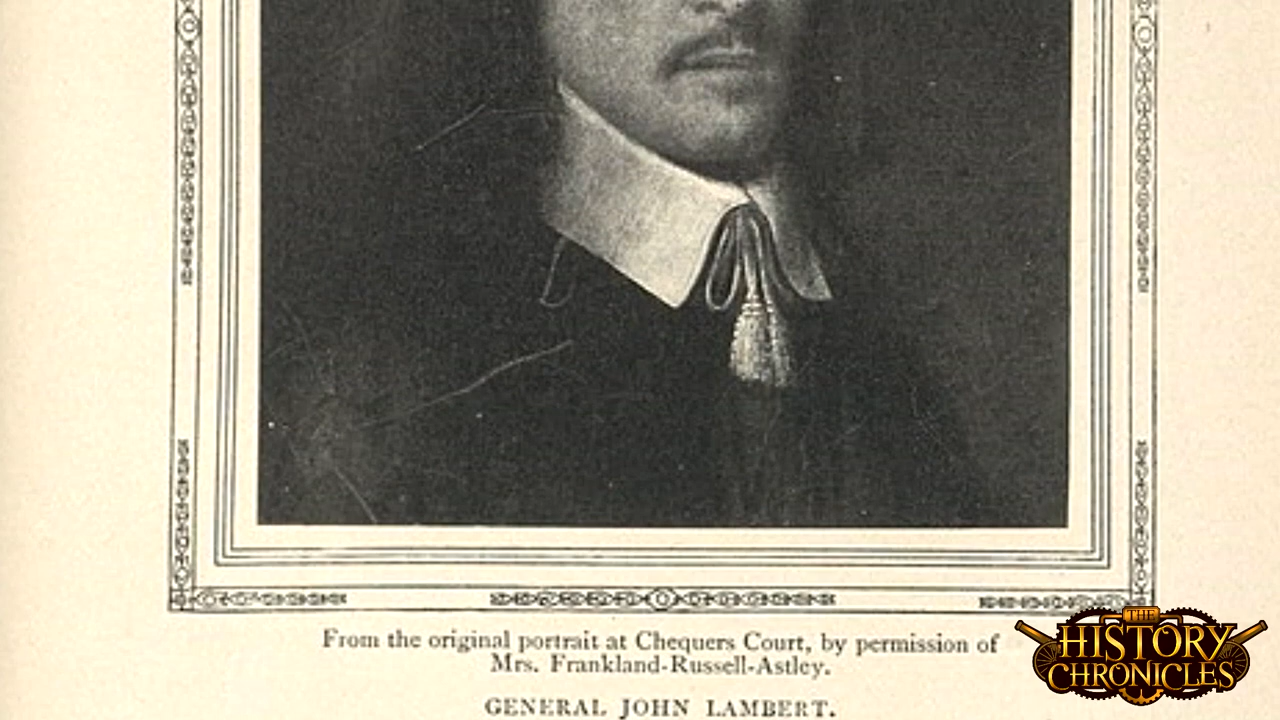 From the original portrait at Chequers Court, by permission of
Mrs. Frankland-Russell-Astley.
GENERAL JOHN LAMBERT.
THE
HISTORY
CHRONICLES